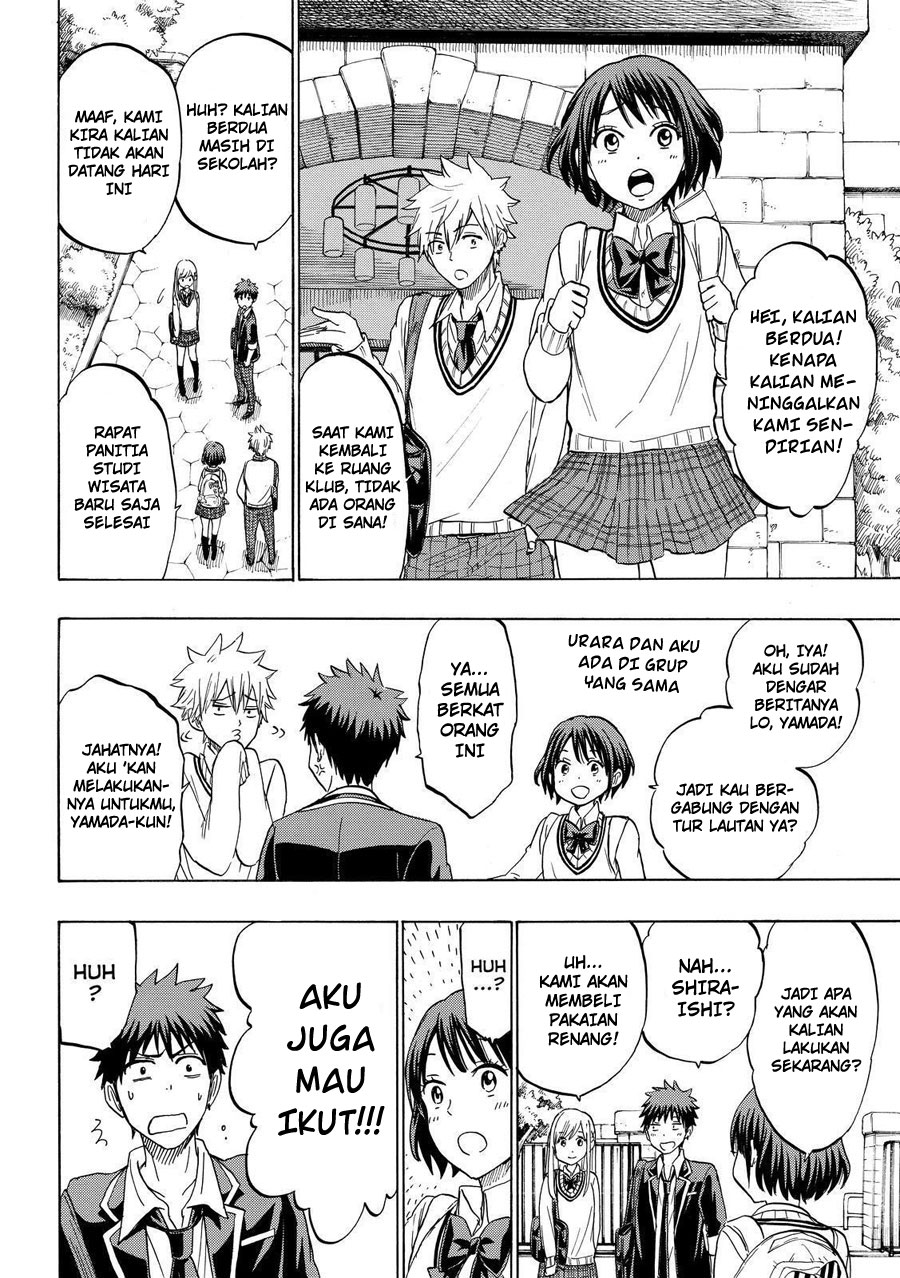 HEI, KALIAN
BERDUA!
KENAPA
KALIAN ME-
NINGGALKAN
KAMI SEN-
DIRIAN!
SAAT KAMI
KEMBALI
KE RUANG
KLUB, TIDAK
ADA ORANG
DI SANA!
HUH? KALIAN
BERDUA
MASIH DI
SEKOLAH?
MAAF, KAMI
KIRA KALIAN
TIDAK AKAN
DATANG HARI
INI
RAPAT
PANITIA
STUDI
WISATA
BARU SAJA
SELESAI
OH, IYA!
AKU SUDAH
DENGAR
BERITANYA
LO, YAMADA!
JADI KAU BER-
GABUNG DENGAN
TUR LAUTAN YA?
URARA DAN AKU
ADA DI GRUP
YANG SAMA
YA...
SEMUA
BERKAT
ORANG
INI
JAHATNYA!
AKU 'KAN
MELAKUKAN-
NYA UNTUKMU,
YAMADA-KUN!
JADI APA
YANG AKAN
KALIAN
LAKUKAN
SEKARANG?
NAH...
SHIRA-
ISHI?
UH...
KAMI AKAN
MEMBELI
PAKAIAN
RENANG!
HUH
...?
AKU
JUGA
MAU
IKUT!!!
HUH
?